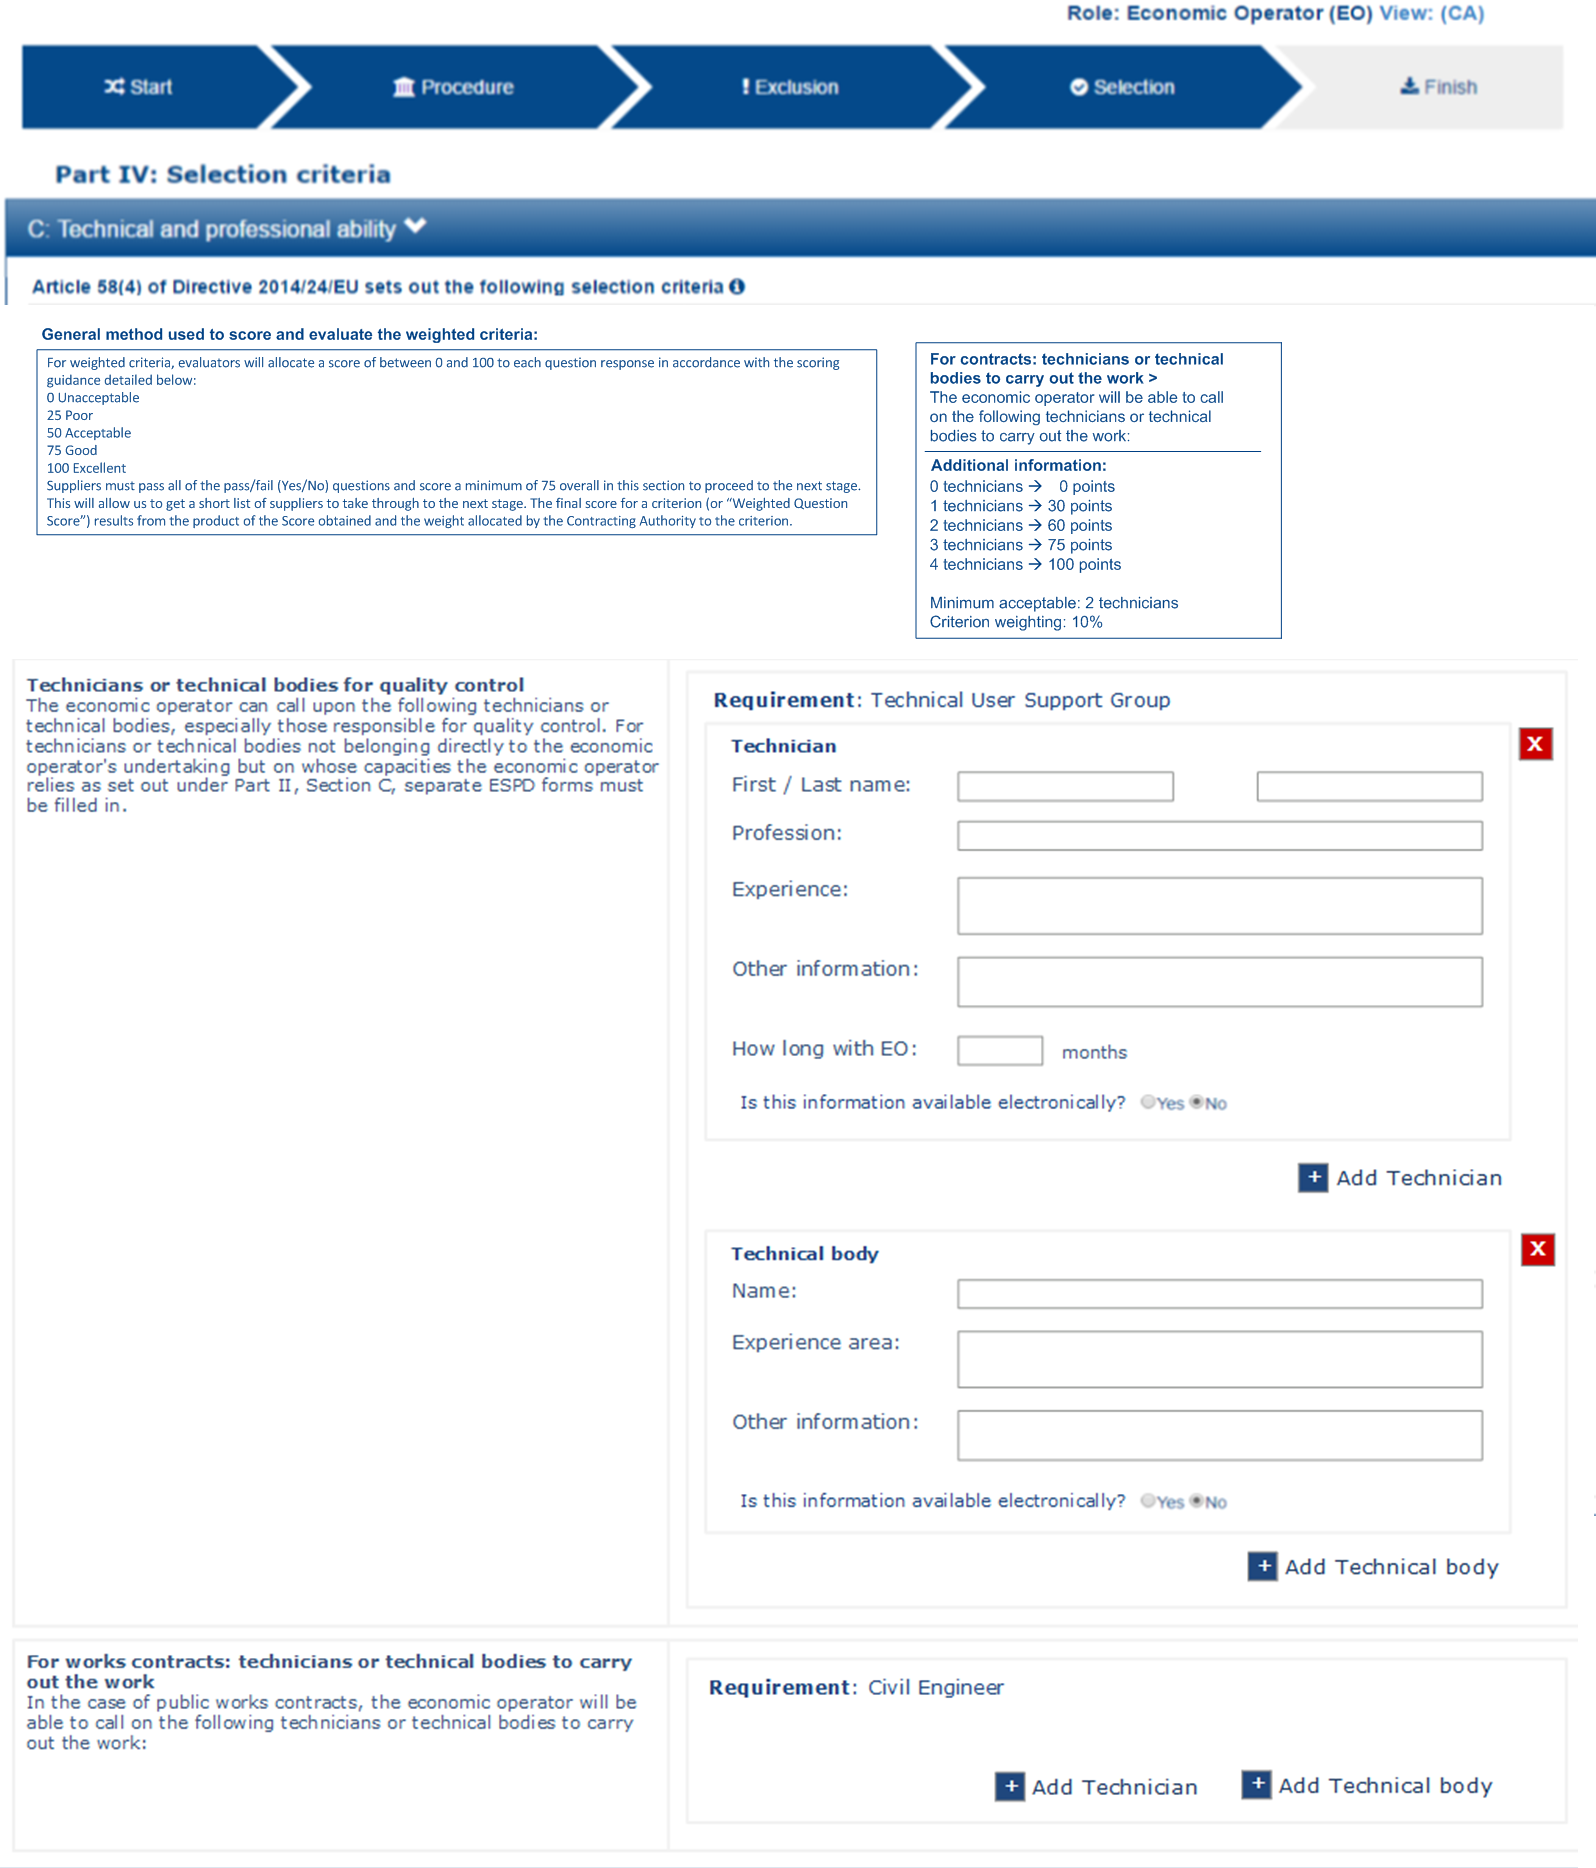 Role: Economic Operator (EO) View: (CA)
Start
Procedure
Exclusion
Selection
Finish
Part IV: Selection criteria
C: Technical and professional ability
Article 58(4) of Directive 2014/24/EU sets out the following selection criteria
General method used to score and evaluate the weighted criteria:
For weighted criteria, evaluators will allocate a score of between 0 and 100 to each question response in accordance with the scoring
guidance detailed below:
0 Unacceptable
25 Poor
50 Acceptable
75 Good
100 Excellent
Suppliers must pass all of the pass/fail (Yes/No) questions and score a minimum of 75 overall in this section to proceed to the next stage.
This will allow us to get a short list of suppliers to take through to the next stage. The final score for a criterion (or “Weighted Question
Score”) results from the product of the Score obtained and the weight allocated by the Contracting Authority to the criterion.
For contracts: technicians or technical
bodies to carry out the work >
The economic operator will be able to call
on the following technicians or technical
bodies to carry out the work:
Additional information:
0 technicians → 0 points
1 technicians → 30 points
2 technicians → 60 points
3 technicians → 75 points
4 technicians → 100 points
Minimum acceptable: 2 technicians
Criterion weighting: 10%
Technicians or technical bodies for quality control
The economic operator can call upon the following technicians or
technical bodies, especially those responsible for quality control. For
technicians or technical bodies not belonging directly to the economic
operator's undertaking but on whose capacities the economic operator
relies as set out under Part II, Section C, separate ESPD forms must
be filled in.
Requirement: Technical User Support Group
Technician
X
First / Last name:
Profession:
Experience:
Other information:
How long with EO:
months
Is this information available electronically? Yes No
+ Add Technician
Technical body
X
Name:
Experience area:
Other information:
Is this information available electronically? Yes No
+ Add Technical body
For works contracts: technicians or technical bodies to carry
out the work
In the case of public works contracts, the economic operator will be
able to call on the following technicians or technical bodies to carry
out the work:
Requirement: Civil Engineer
+ Add Technician
+ Add Technical body